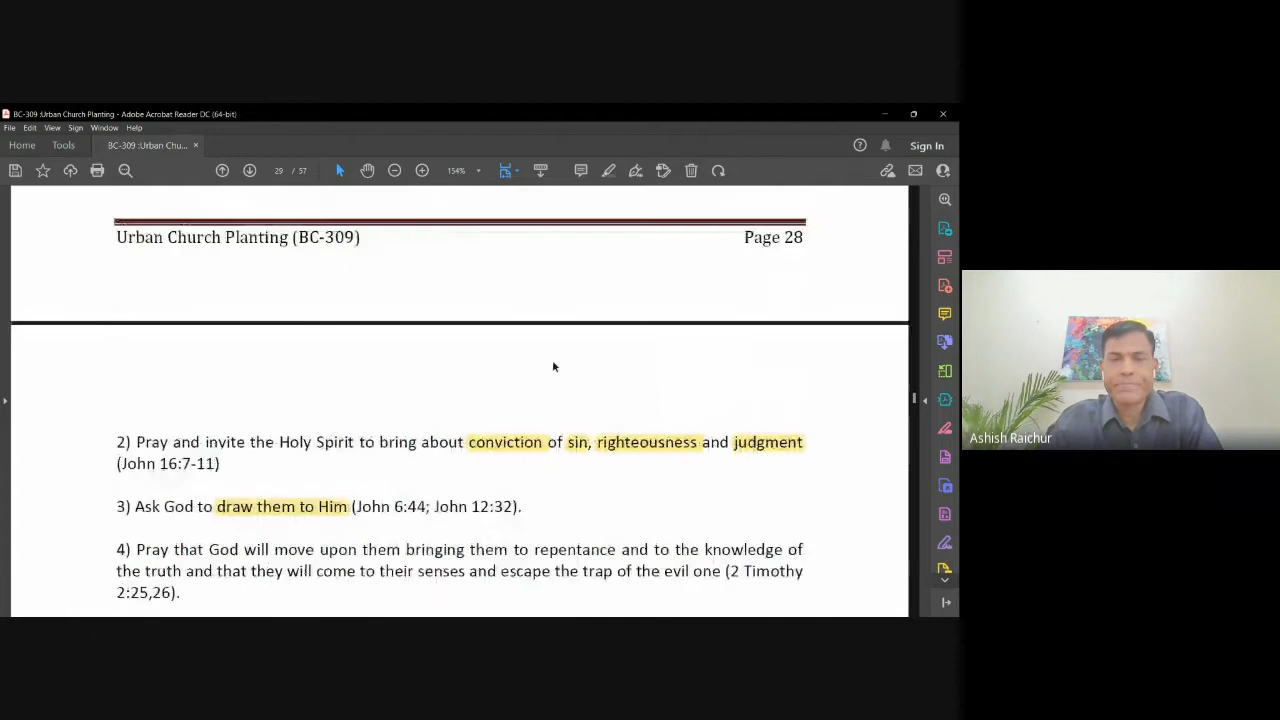 BC-309 :Urban Church Planting - Adobe Acrobat Reader DC (64-bit)
File Edit View Sign Window Help
Home Tools BC-309 :Urban Chu... × Sign In
29 / 57 154%
Urban Church Planting (BC-309) Page 28
2) Pray and invite the Holy Spirit to bring about conviction of sin, righteousness and judgment
(John 16:7-11)
3) Ask God to draw them to Him (John 6:44; John 12:32).
4) Pray that God will move upon them bringing them to repentance and to the knowledge of
the truth and that they will come to their senses and escape the trap of the evil one (2 Timothy
2:25,26).
Ashish Raichur